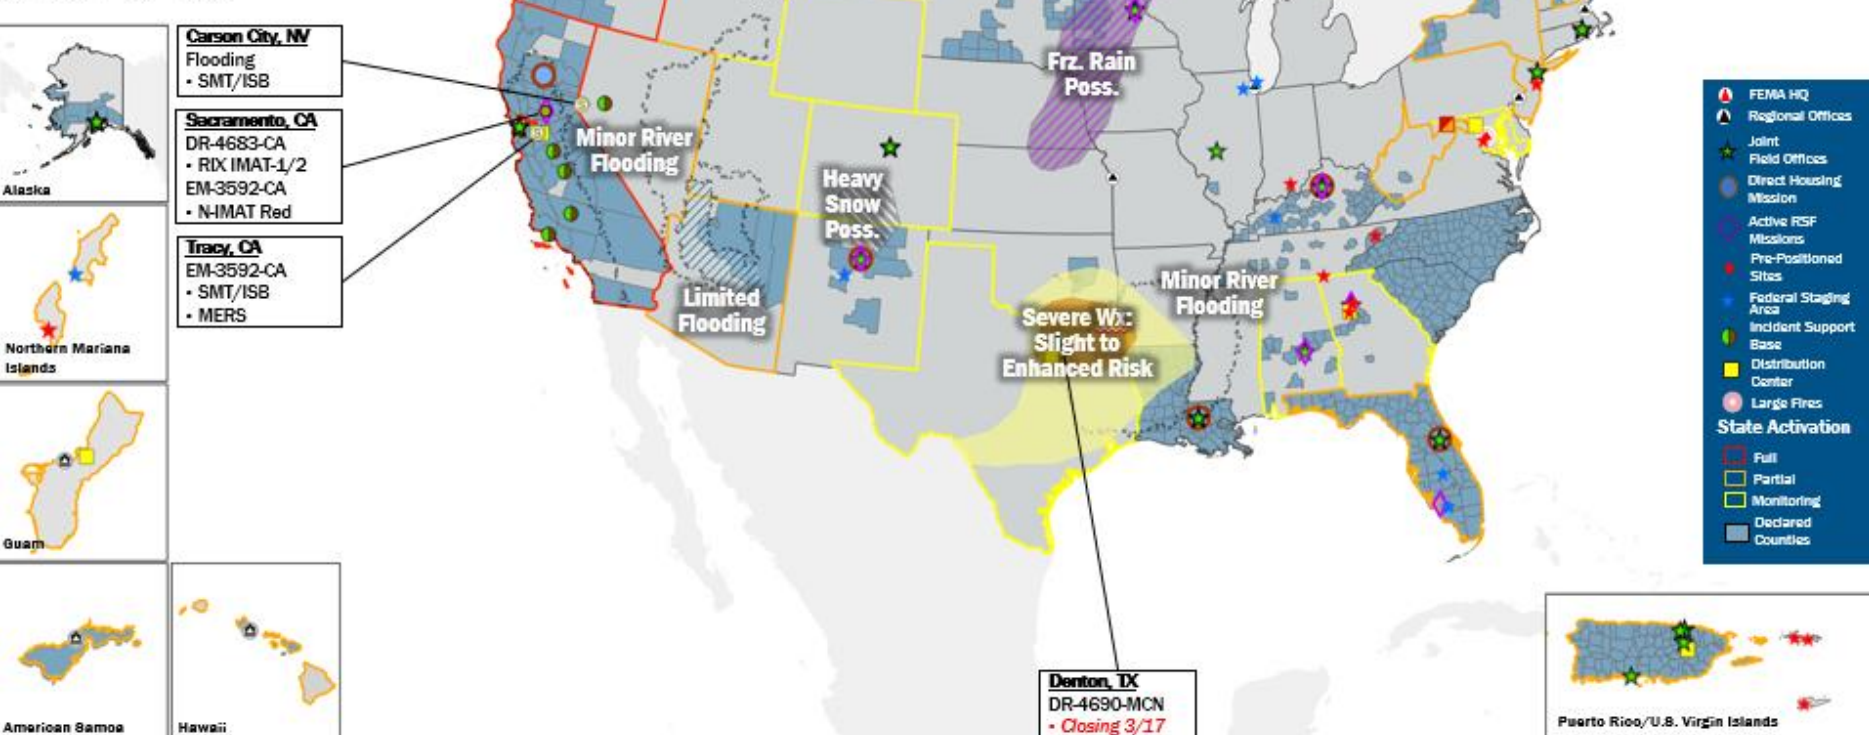 Carson City, NV
Flooding
• SMT/ISB
Sacramento, CA
DR-4683-CA
• RIX IMAT-1/2
EM-3592-CA
• N-IMAT Red
Tracy, CA
EM-3592-CA
• SMT/ISB
• MERS
Alaska
Northern Mariana
Islands
Guam
American Samoa
Hawaii
Minor River
Flooding
Heavy
Snow
Poss.
Limited
Flooding
Frz. Rain
Poss.
Severe Wx:
Slight to
Enhanced Risk
Minor River
Flooding
Denton, TX
DR-4690-MCN
• Closing 3/17
FEMA HQ
Regional Offices
Joint
Field Offices
Direct Housing
Mission
Active RSF
Missions
Pre-Positioned
Sites
Federal Staging
Area
Incident Support
Base
Distribution
Center
Large Fires
State Activation
Full
Partial
Monitoring
Declared
Counties
Puerto Rico/U.S. Virgin Islands